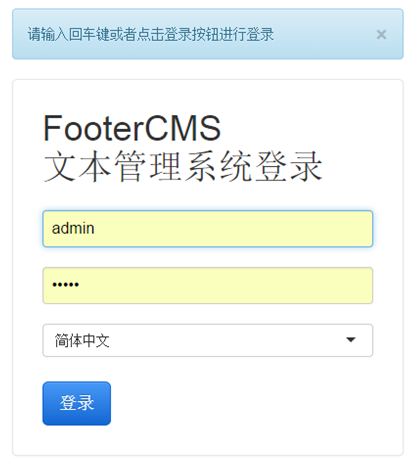 请输入回车键或者点击登录按钮进行登录
×
FooterCMS
文本管理系统登录
admin
•••••
简体中文
登录